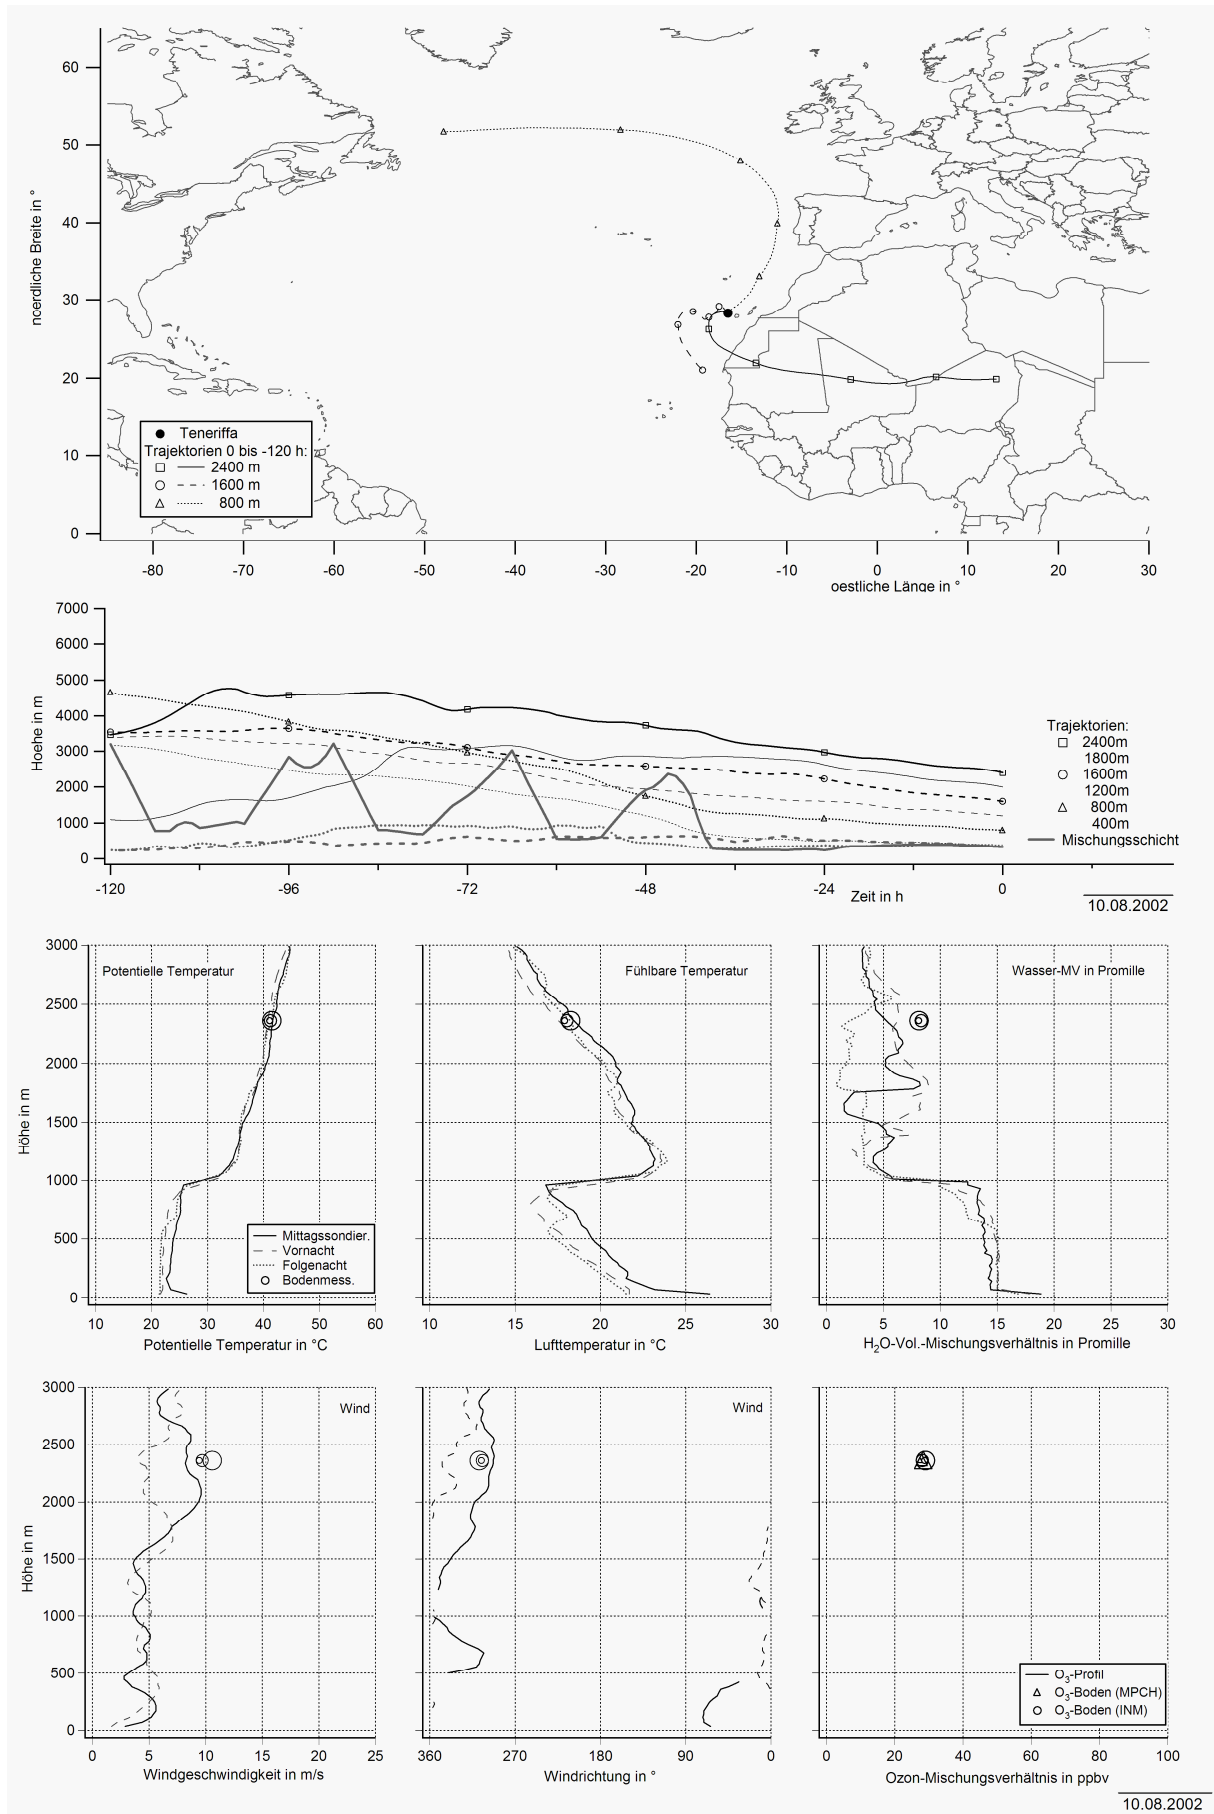 noerdliche Breite in °
60
50
40
30
20
10
0
Teneriffa
Trajektorien 0 bis -120 h:
2400 m
1600 m
800 m
-80 -70 -60 -50 -40 -30 -20 -10 0 10 20 30
oestliche Länge in °
Hoehe in m
7000
6000
5000
4000
3000
2000
1000
0
Trajektorien:
2400m
1800m
1600m
1200m
800m
400m
Mischungsschicht
-120 -96 -72 -48 -24 0
Zeit in h
10.08.2002
Höhe in m
3000
2500
2000
1500
1000
500
0
Potentielle Temperatur
Mittagssondier.
Vornacht
Folgenacht
Bodenmess.
10 20 30 40 50 60
Potentielle Temperatur in °C
Fühlbare Temperatur
10 15 20 25 30
Lufttemperatur in °C
Wasser-MV in Promille
0 5 10 15 20 25 30
H2O-Vol.-Mischungsverhältnis in Promille
Höhe in m
3000
2500
2000
1500
1000
500
0
Wind
0 5 10 15 20 25
Windgeschwindigkeit in m/s
Wind
360 270 180 90 0
Windrichtung in °
O3-Profil
O3-Boden (MPCH)
O3-Boden (INM)
0 20 40 60 80 100
Ozon-Mischungsverhältnis in ppbv
10.08.2002